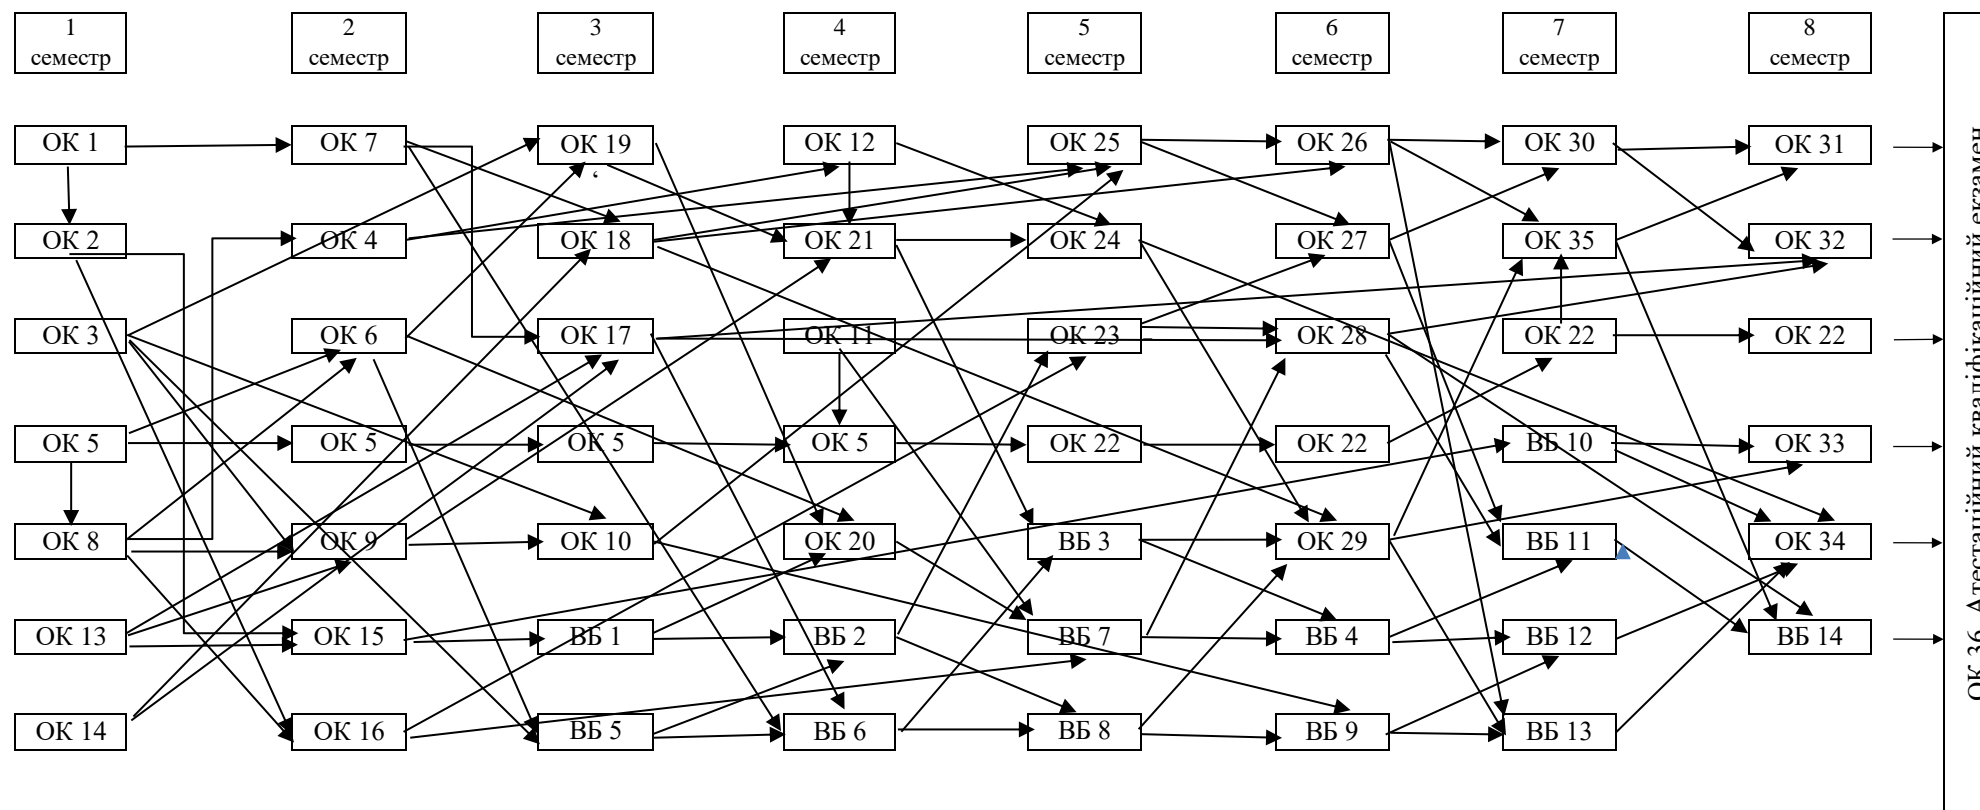 1
семестр
2
семестр
3
семестр
4
семестр
5
семестр
6
семестр
7
семестр
8
семестр
ОК 1
ОК 7
ОК 19
ОК 12
ОК 25
ОК 26
ОК 30
ОК 31
ОК 2
ОК 4
ОК 18
ОК 21
ОК 24
ОК 27
ОК 35
ОК 32
ОК 3
ОК 6
ОК 17
ОК 11
ОК 23
ОК 28
ОК 22
ОК 22
ОК 5
ОК 5
ОК 5
ОК 5
ОК 22
ОК 22
ВБ 10
ОК 33
ОК 8
ОК 9
ОК 10
ОК 20
ВБ 3
ОК 29
ВБ 11
ОК 34
ОК 13
ОК 15
ВБ 1
ВБ 2
ВБ 7
ВБ 4
ВБ 12
ВБ 14
ОК 14
ОК 16
ВБ 5
ВБ 6
ВБ 8
ВБ 9
ВБ 13
ОК 36 Атестаційний кваліфікаційний екзамен